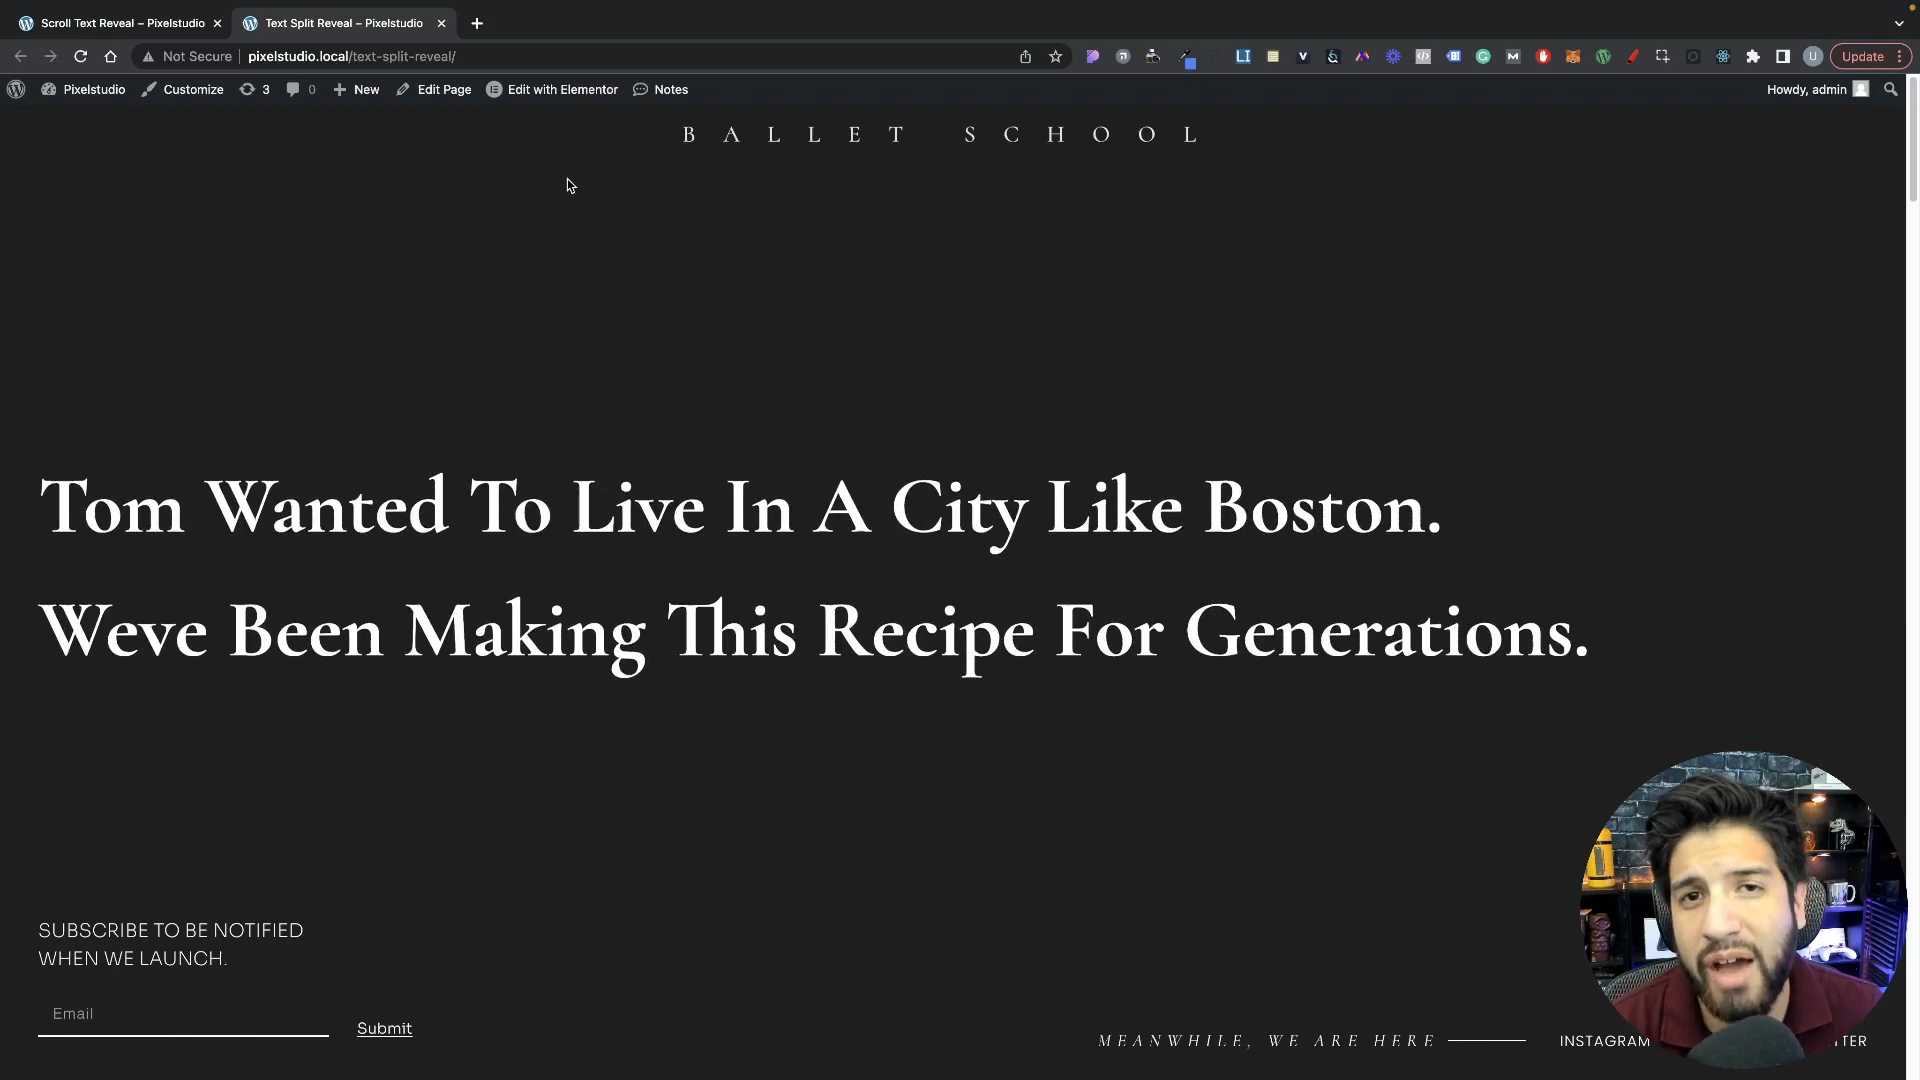 Scroll Text Reveal – Pixelstudio
Text Split Reveal – Pixelstudio
Not Secure
pixelstudio.local/text-split-reveal/
Update
Pixelstudio
Customize
3
0
New
Edit Page
Edit with Elementor
Notes
Howdy, admin
BALLET SCHOOL
Tom Wanted To Live In A City Like Boston.
Weve Been Making This Recipe For Generations.
SUBSCRIBE TO BE NOTIFIED
WHEN WE LAUNCH.
Email
Submit
MEANWHILE, WE ARE HERE
INSTAGRAM